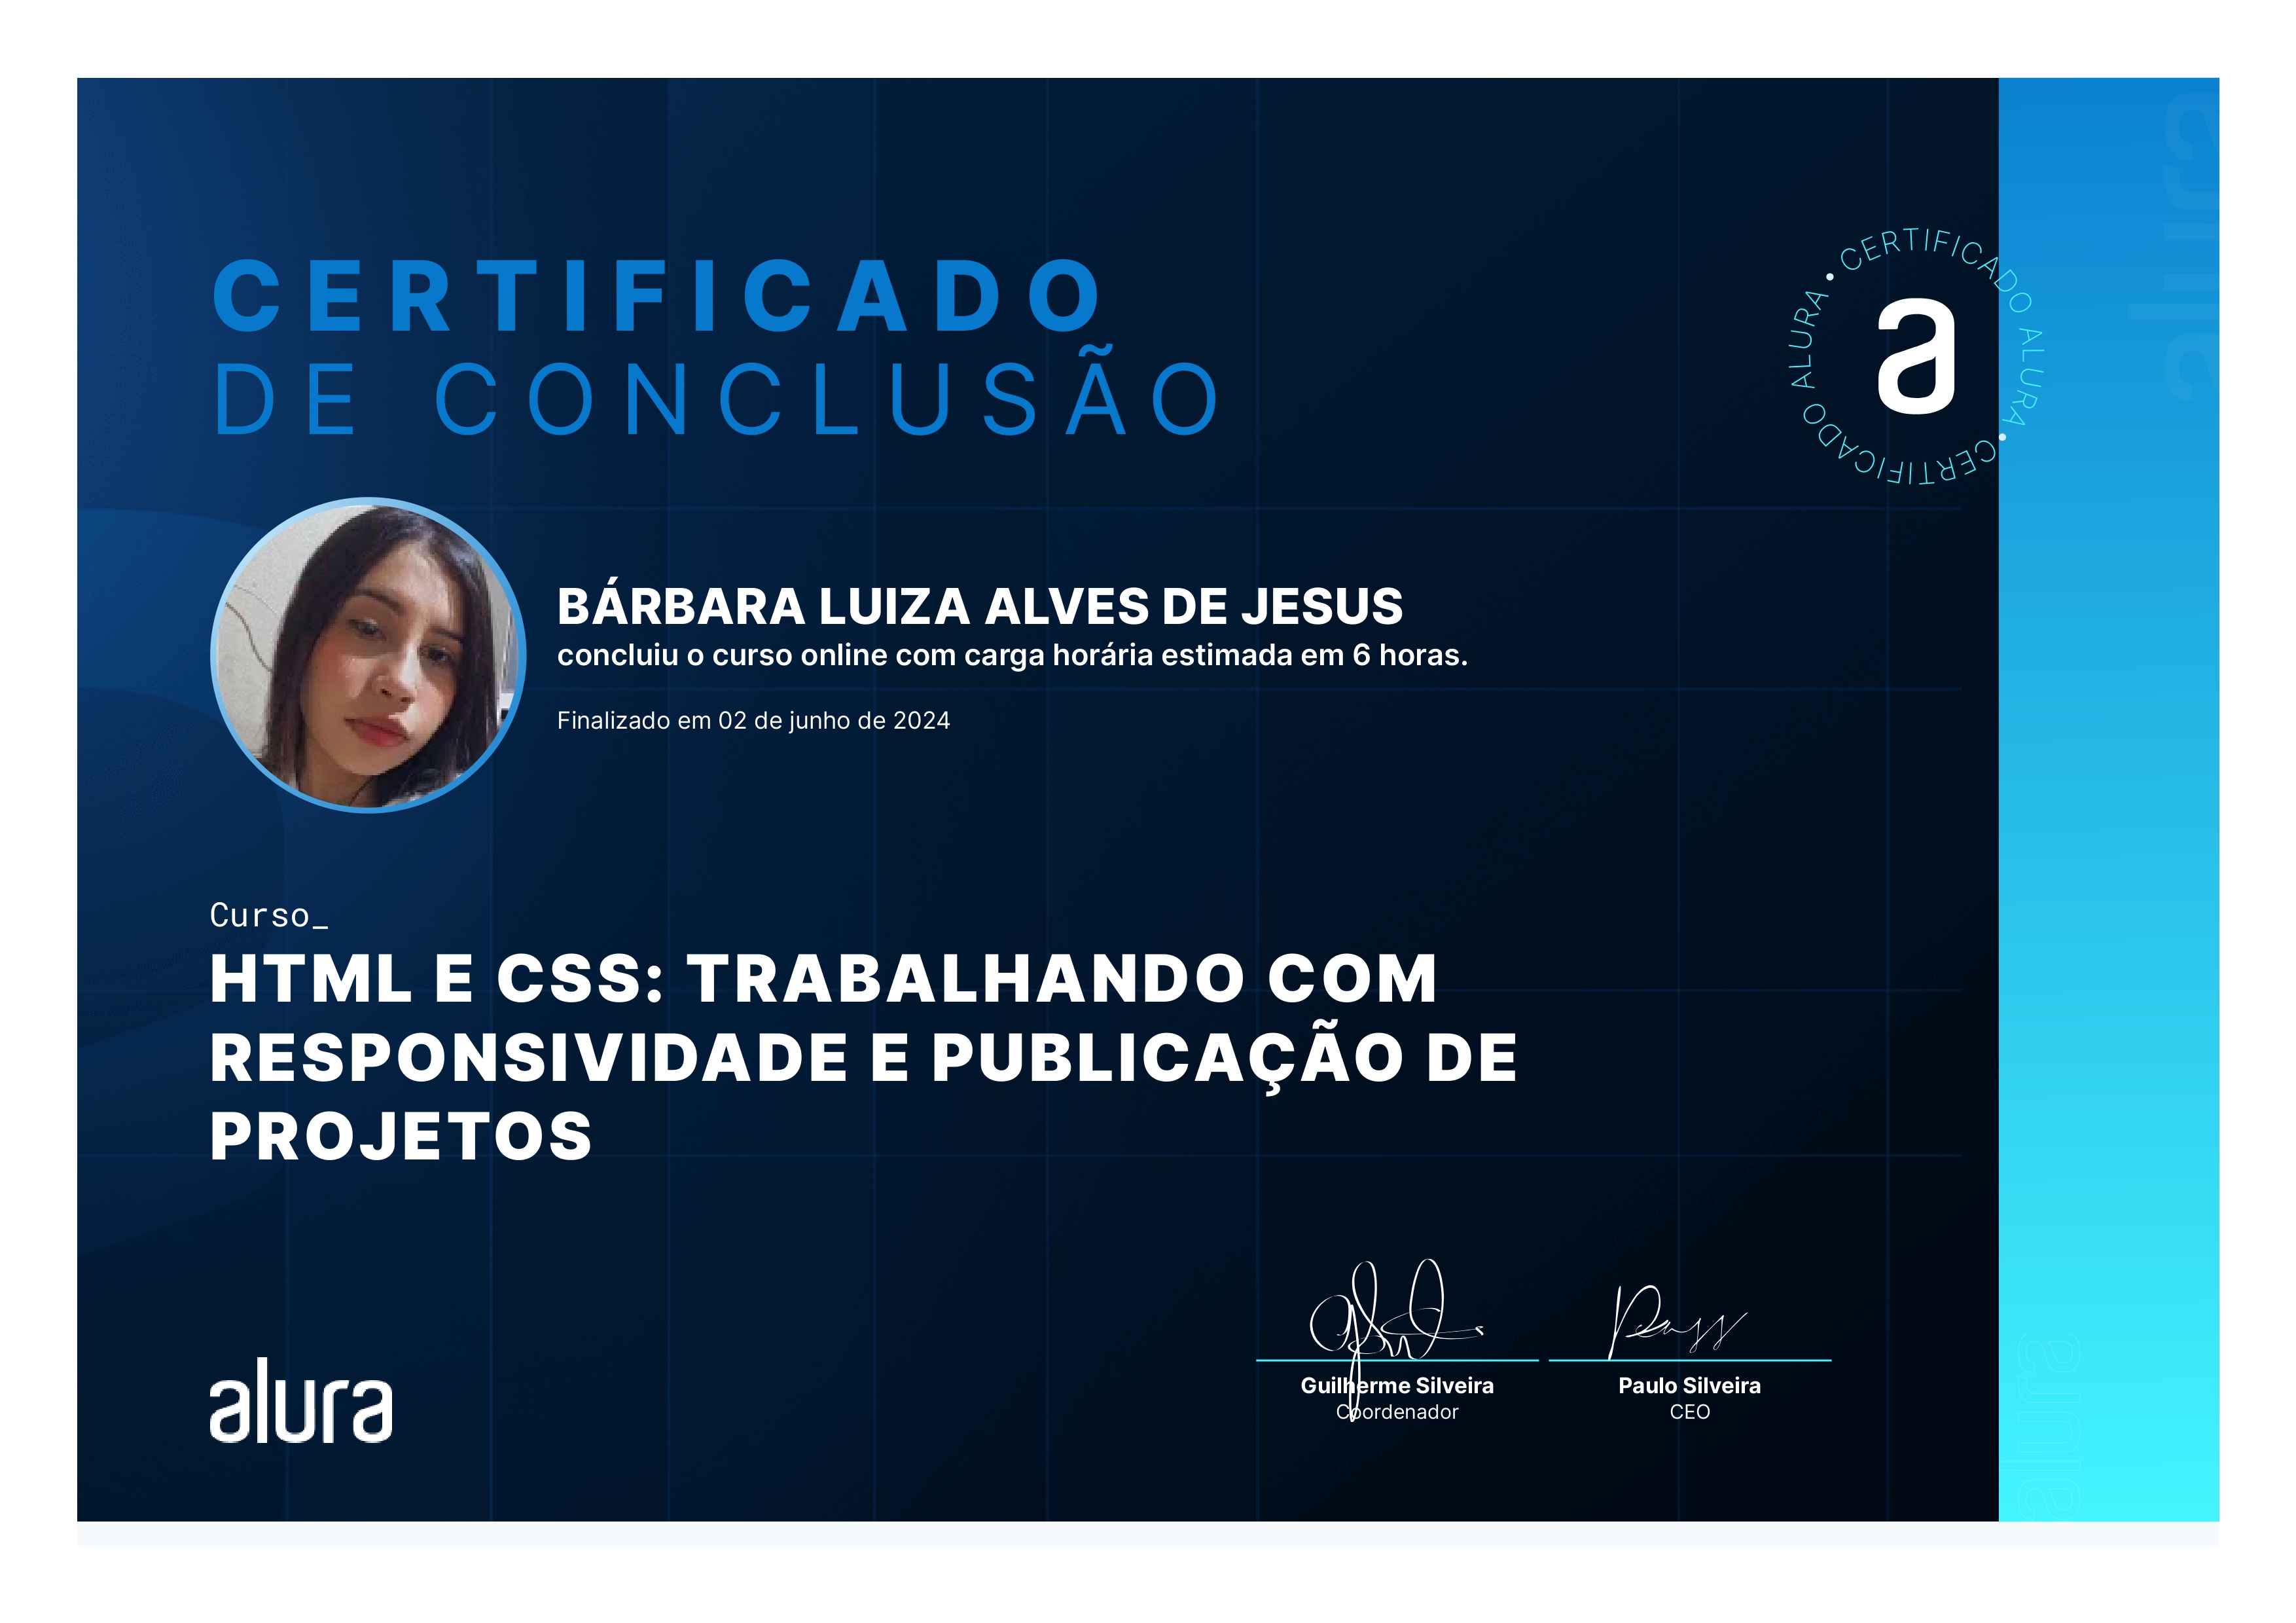 CERTIFICADO
DE CONCLUSÃO
CERTIFICADO ALURA • CERTIFICADO ALURA •
a
alura
BÁRBARA LUIZA ALVES DE JESUS
concluiu o curso online com carga horária estimada em 6 horas.
Finalizado em 02 de junho de 2024
Curso_
HTML E CSS: TRABALHANDO COM
RESPONSIVIDADE E PUBLICAÇÃO DE
PROJETOS
alura
Guilherme Silveira
Coordenador
Paulo Silveira
CEO
alura